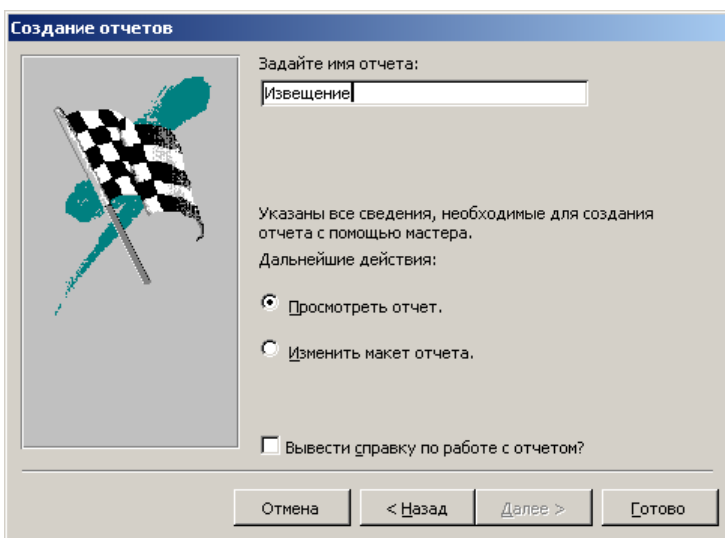 Создание отчетов
Задайте имя отчета:
Извещение
Указаны все сведения, необходимые для создания
отчета с помощью мастера.
Дальнейшие действия:
Просмотреть отчет.
Изменить макет отчета.
Вывести справку по работе с отчетом?
Отмена
< Назад
Далее >
Готово